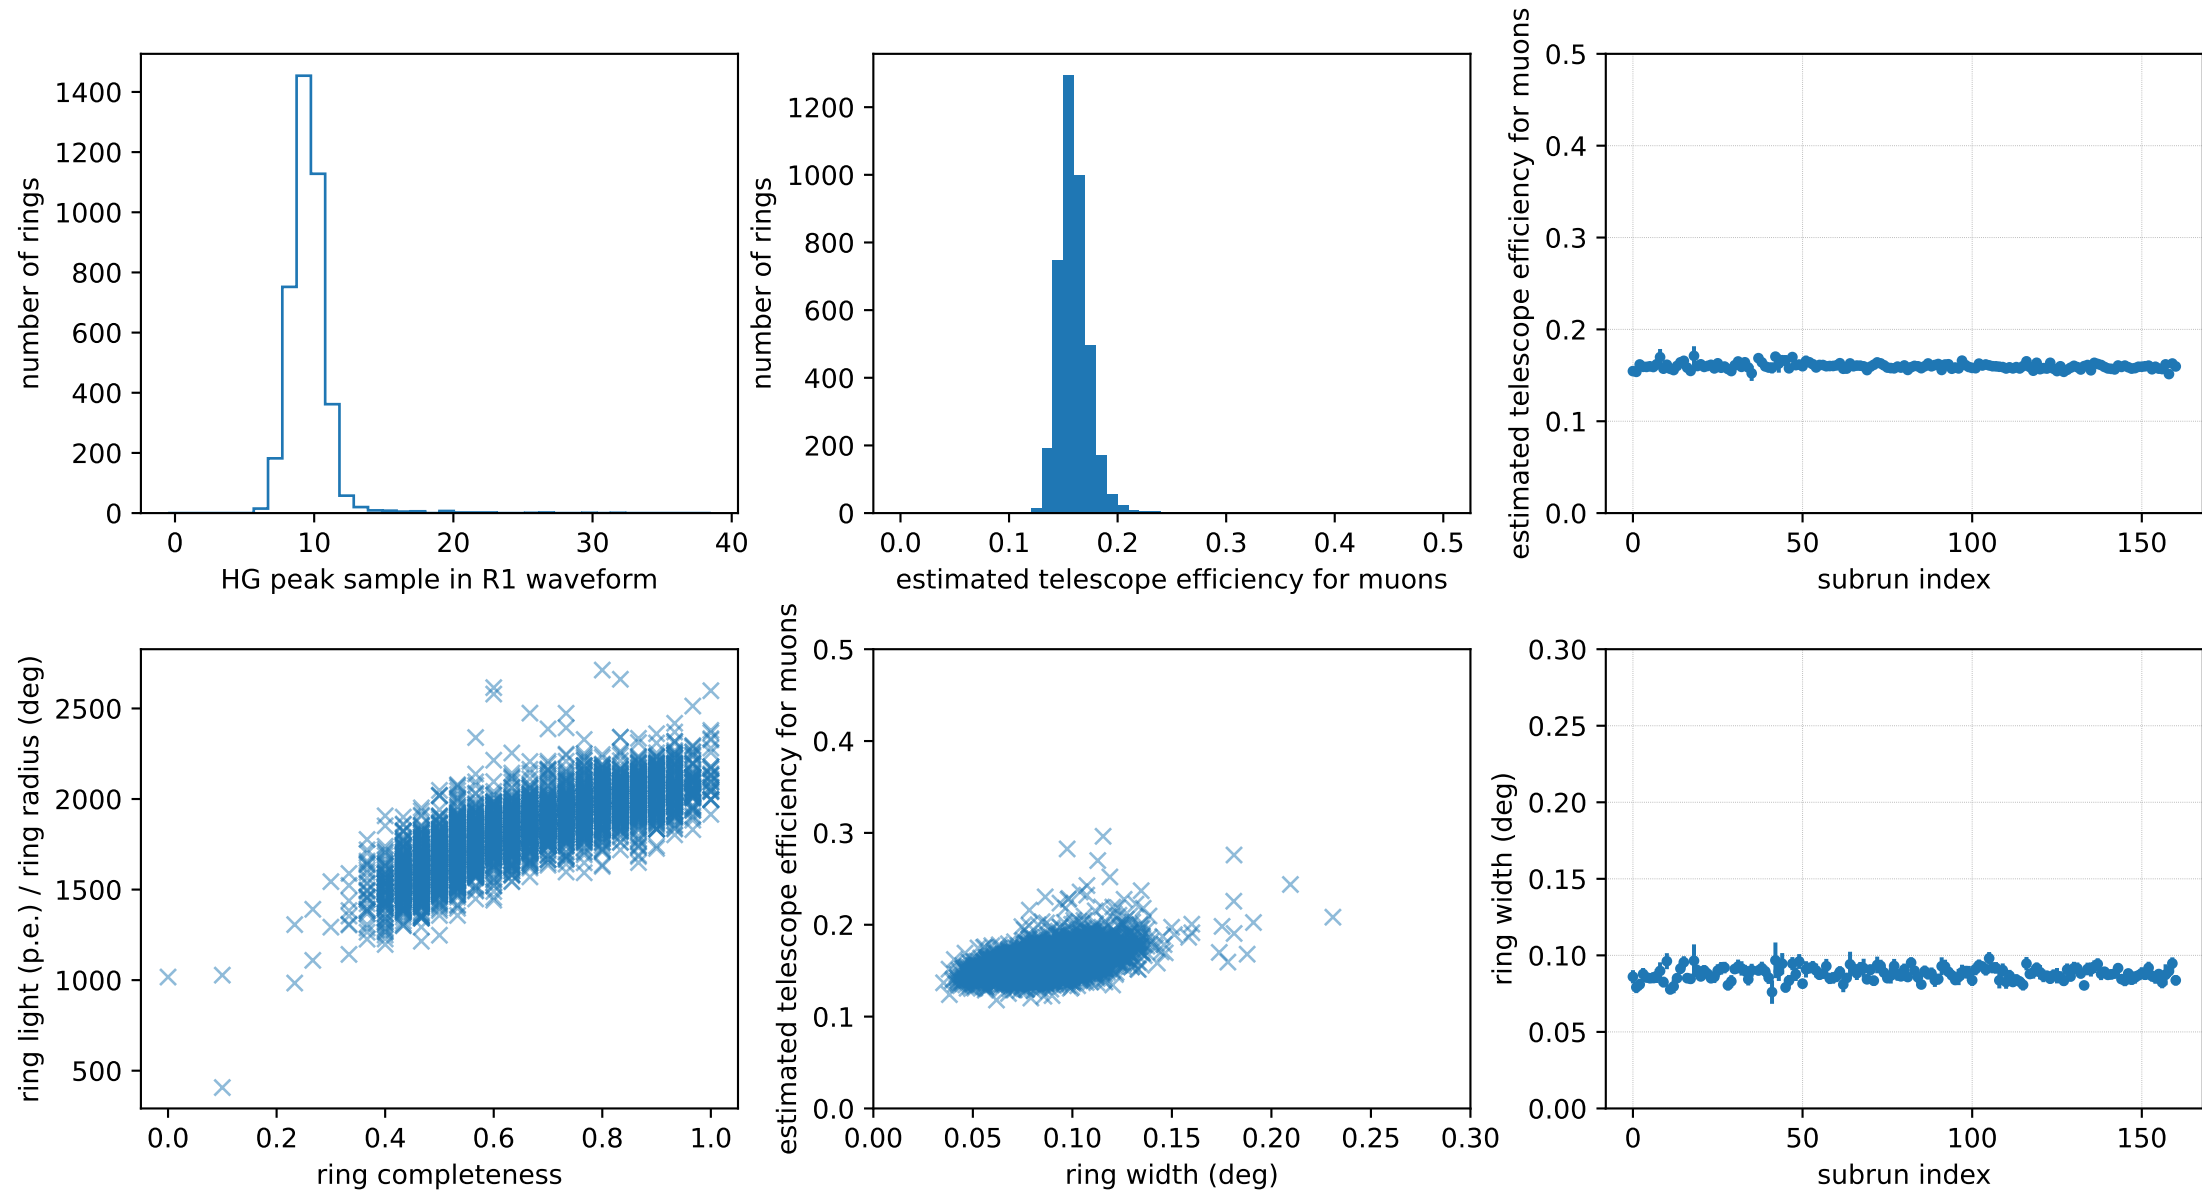 number of rings
1400
1200
1000
800
600
400
200
0
0 10 20 30 40
HG peak sample in R1 waveform
number of rings
1200
1000
800
600
400
200
0
0.0 0.1 0.2 0.3 0.4 0.5
estimated telescope efficiency for muons
estimated telescope efficiency for muons
0.5
0.4
0.3
0.2
0.1
0.0
0 50 100 150
subrun index
ring light (p.e.) / ring radius (deg)
2500
2000
1500
1000
500
0.0 0.2 0.4 0.6 0.8 1.0
ring completeness
estimated telescope efficiency for muons
0.5
0.4
0.3
0.2
0.1
0.0
0.00 0.05 0.10 0.15 0.20 0.25 0.30
ring width (deg)
ring width (deg)
0.30
0.25
0.20
0.15
0.10
0.05
0.00
0 50 100 150
subrun index